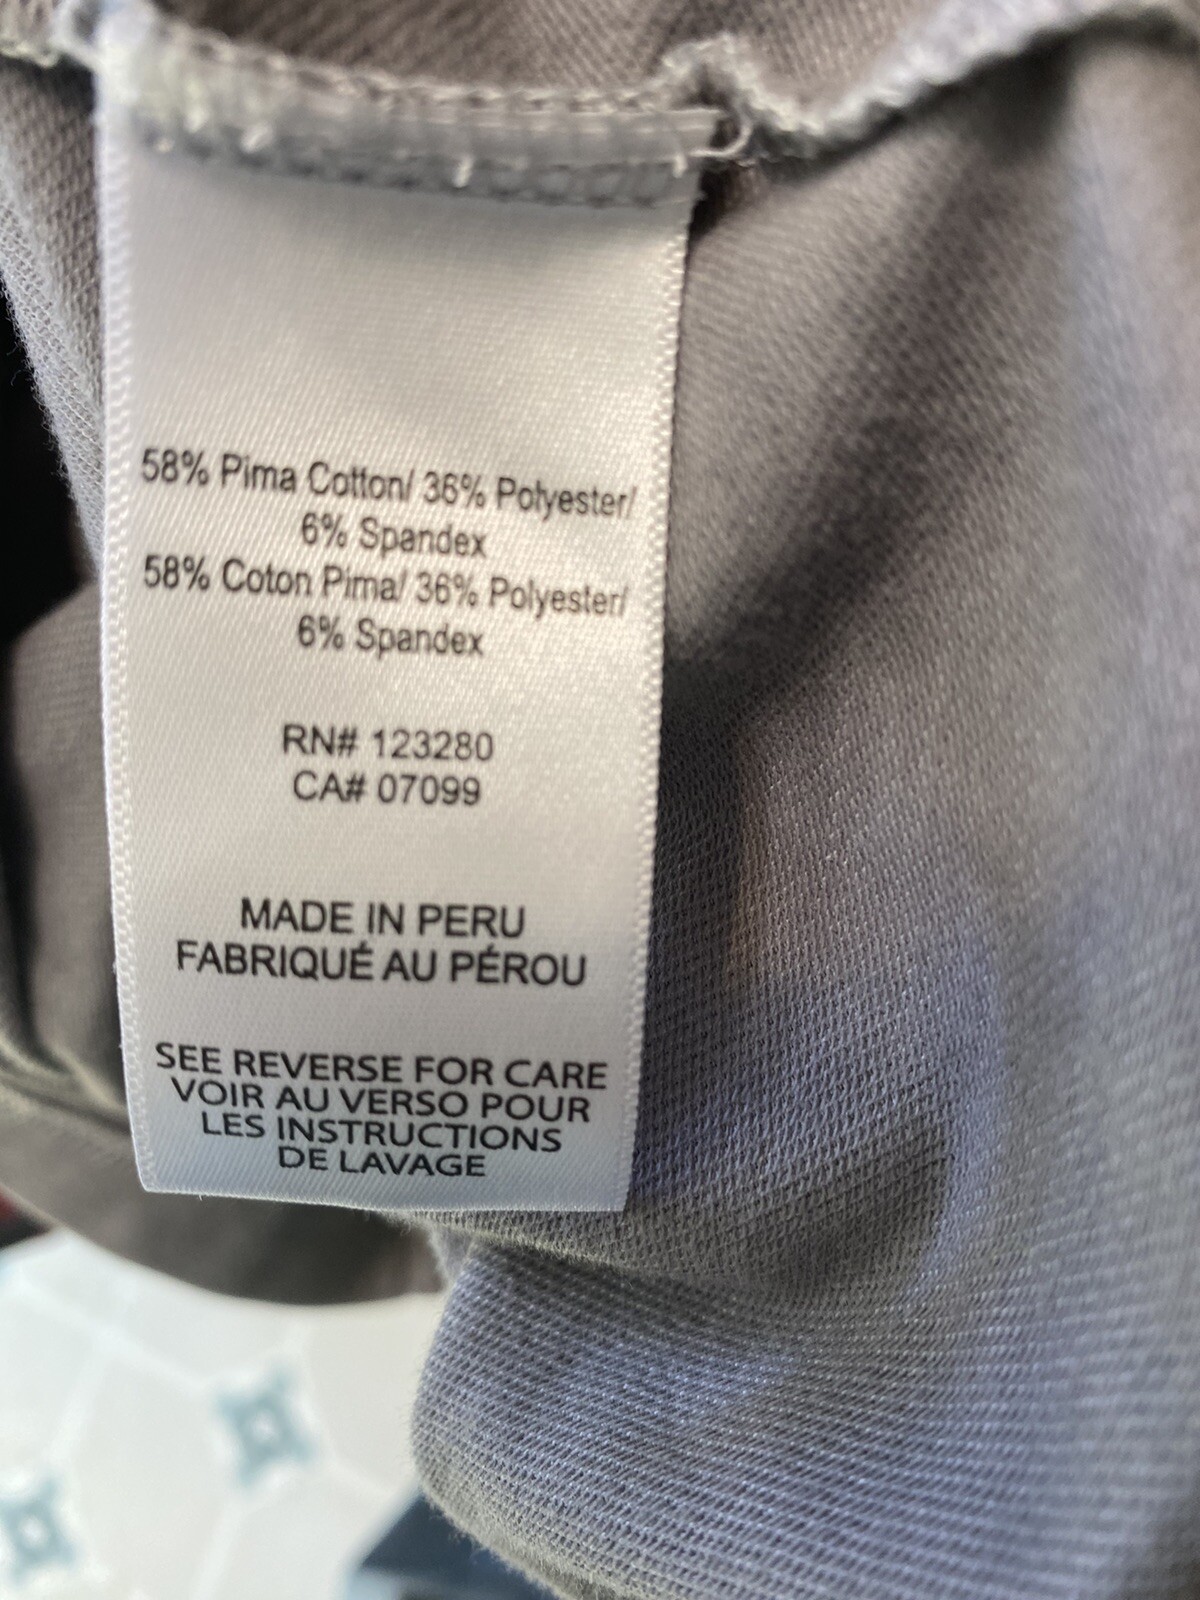 58% Pima Cotton/ 36% Polyester/
6% Spandex
58% Coton Pima/ 36% Polyester/
6% Spandex
RN# 123280
CA# 07099
MADE IN PERU
FABRIQUÉ AU PÉROU
SEE REVERSE FOR CARE
VOIR AU VERSO POUR
LES INSTRUCTIONS
DE LAVAGE